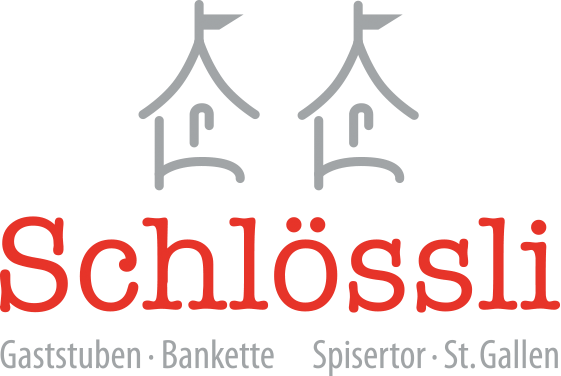 Schlössli
Gaststuben · Bankette Spisertor · St. Gallen